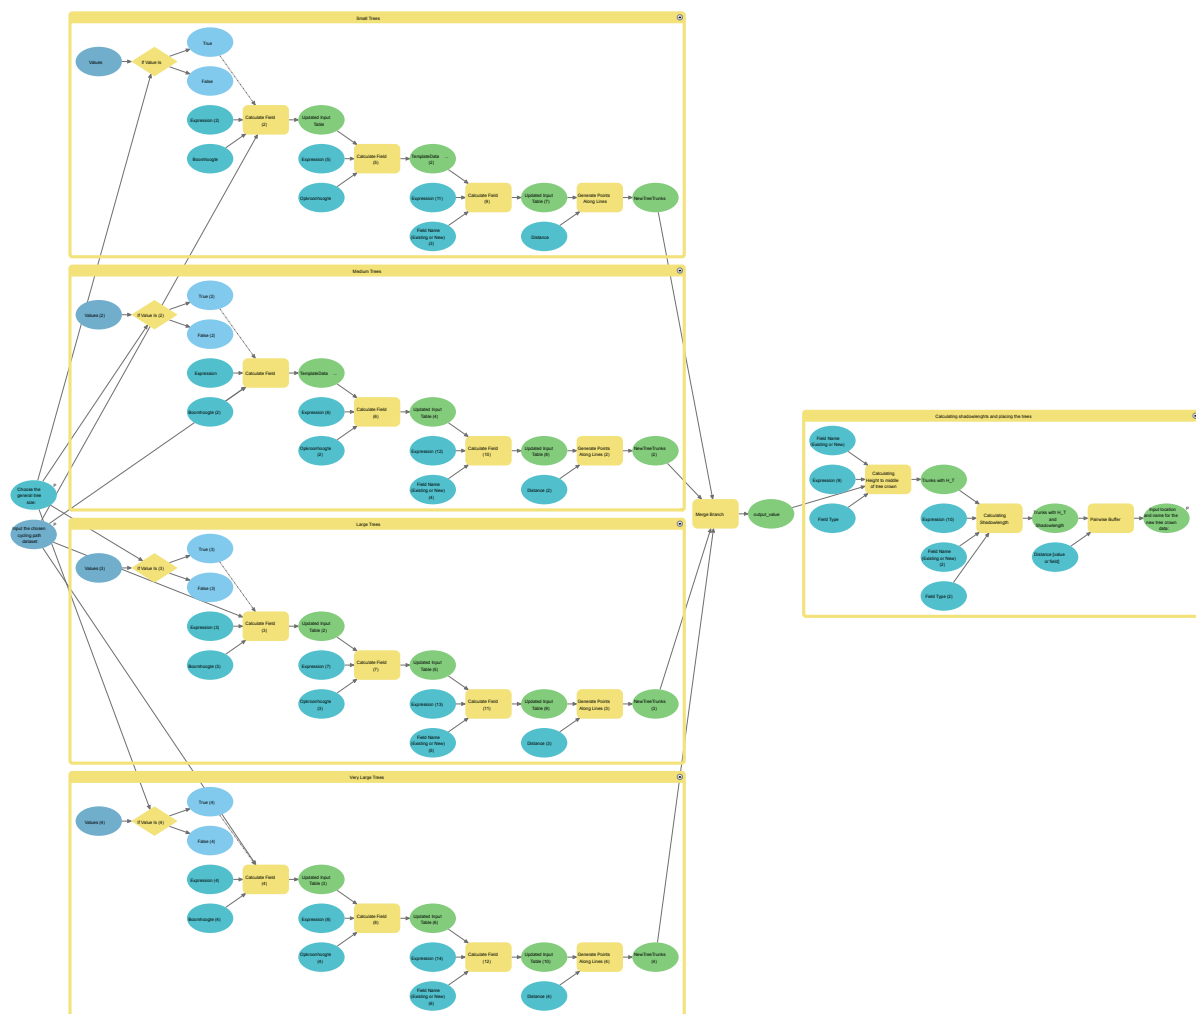 Small Trees
Values
If Value Is
True
False
Expression (2)
Calculate Field
(2)
Updated Input
Table
Boomhoogte
Expression (5)
Calculate Field
(5)
TemplateData ...
(2)
Opkroonhoogte
Expression (11)
Calculate Field
(9)
Updated Input
Table (7)
Generate Points
Along Lines
NewTreeTrunks
Field Name
(Existing or New)
(3)
Distance
Medium Trees
Values (2)
If Value Is (2)
True (2)
False (2)
Expression
Calculate Field
TemplateData ...
Boomhoogte (2)
Expression (6)
Calculate Field
(6)
Updated Input
Table (4)
Opkroonhoogte
(2)
Expression (12)
Calculate Field
(10)
Updated Input
Table (8)
Generate Points
Along Lines (2)
NewTreeTrunks
(2)
Field Name
(Existing or New)
(4)
Distance (2)
Choose the
general tree
size:
P
Input the chosen
cycling path
dataset
P
Large Trees
Values (3)
If Value Is (3)
True (3)
False (3)
Expression (3)
Calculate Field
(3)
Updated Input
Table (2)
Boomhoogte (3)
Expression (7)
Calculate Field
(7)
Updated Input
Table (5)
Opkroonhoogte
(3)
Expression (13)
Calculate Field
(11)
Updated Input
Table (9)
Generate Points
Along Lines (3)
NewTreeTrunks
(3)
Field Name
(Existing or New)
(5)
Distance (3)
Very Large Trees
Values (4)
If Value Is (4)
True (4)
False (4)
Expression (4)
Calculate Field
(4)
Updated Input
Table (3)
Boomhoogte (4)
Expression (8)
Calculate Field
(8)
Updated Input
Table (6)
Opkroonhoogte
(4)
Expression (14)
Calculate Field
(12)
Updated Input
Table (10)
Generate Points
Along Lines (4)
NewTreeTrunks
(4)
Field Name
(Existing or New)
(6)
Distance (4)
Merge Branch
output_value
Calculating shadowlenghts and placing the trees
Field Name
(Existing or New)
Expression (9)
Calculating
Height to middle
of tree crown
Trunks with H_T
Field Type
Expression (10)
Calculating
Shadowlength
Trunks with H_T
and
Shadowlength
Pairwise Buffer
Input location
and name for the
new tree crown
data:
P
Field Name
(Existing or New)
(2)
Distance [value
or field]
Field Type (2)